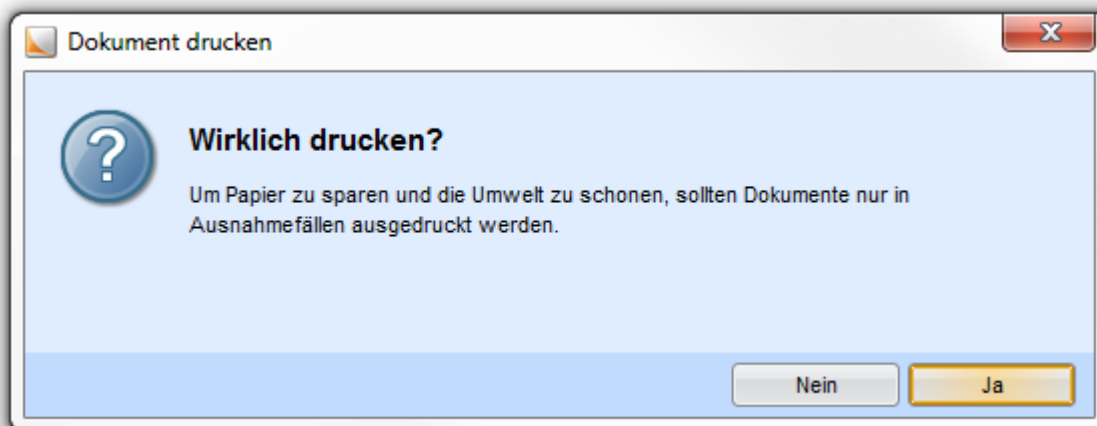 Dokument drucken
Wirklich drucken?
Um Papier zu sparen und die Umwelt zu schonen, sollten Dokumente nur in
Ausnahmefällen ausgedruckt werden.
Nein
Ja